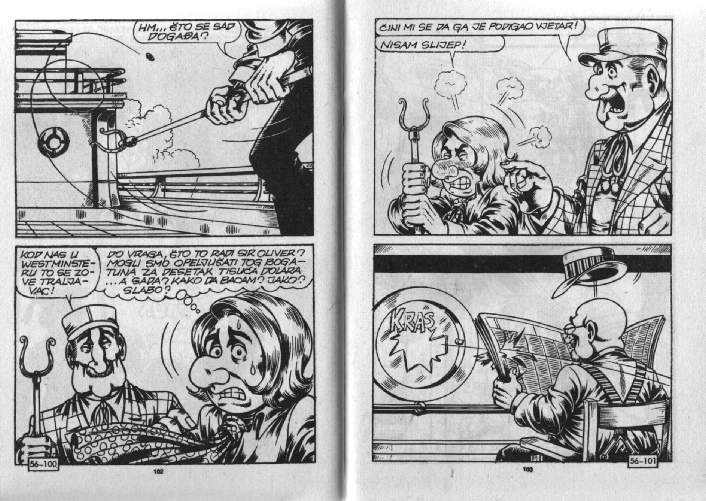 HM... ŠTO SE SAD
DOGAĐA?
KOD NAS U
WESTMINSTE-
RU TO SE ZO-
VE TRALJA-
VAC!
DO VRAGA, ŠTO TO RADI SIR OLIVER?
MOGLI SMO OPELJUŠATI TOG BOGA-
TUNA ZA DESETAK TISUĆA DOLARA
...A SADA? KAKO DA BACAM? JAKO?
SLABO?
56-100
102
ČINI MI SE DA GA JE PODIGAO VJETAR!
NISAM SLIJEP!
KRAS
103
56-101